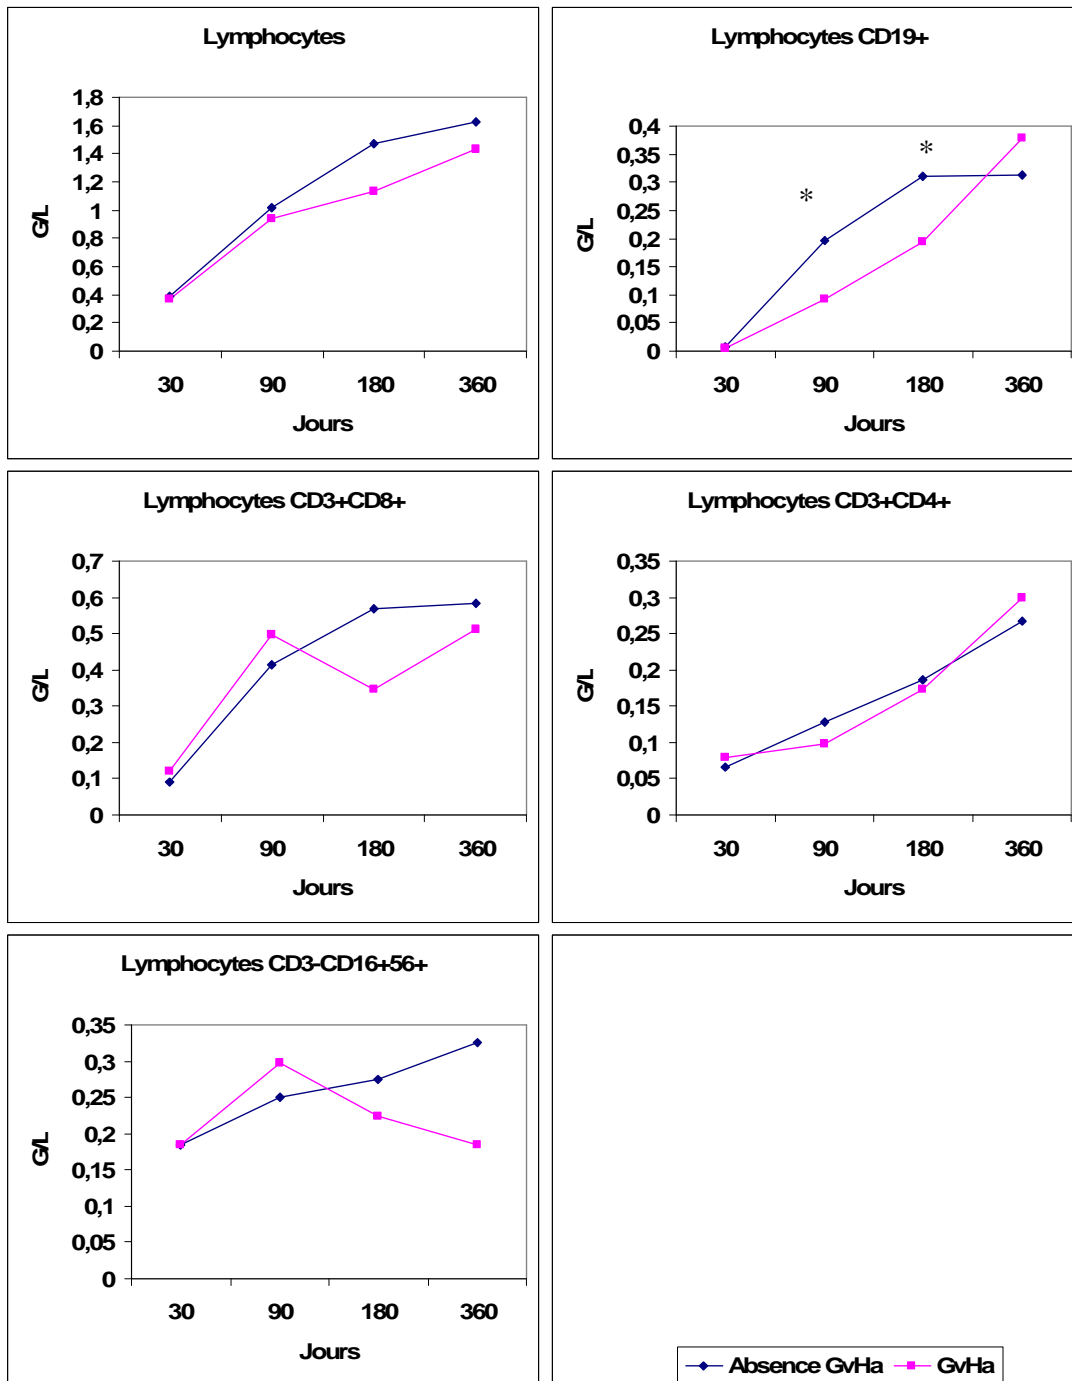 Lymphocytes
1,8
1,6
1,4
1,2
1
0,8
0,6
0,4
0,2
0
G/L
30 90 180 360
Jours
Lymphocytes CD19+
0,4
0,35
0,3
0,25
0,2
0,15
0,1
0,05
0
G/L
*
*
30 90 180 360
Jours
Lymphocytes CD3+CD8+
0,7
0,6
0,5
0,4
0,3
0,2
0,1
0
G/L
30 90 180 360
Jours
Lymphocytes CD3+CD4+
0,35
0,3
0,25
0,2
0,15
0,1
0,05
0
G/L
30 90 180 360
Jours
Lymphocytes CD3-CD16+56+
0,35
0,3
0,25
0,2
0,15
0,1
0,05
0
G/L
30 90 180 360
Jours
Absence GvHa GvHa